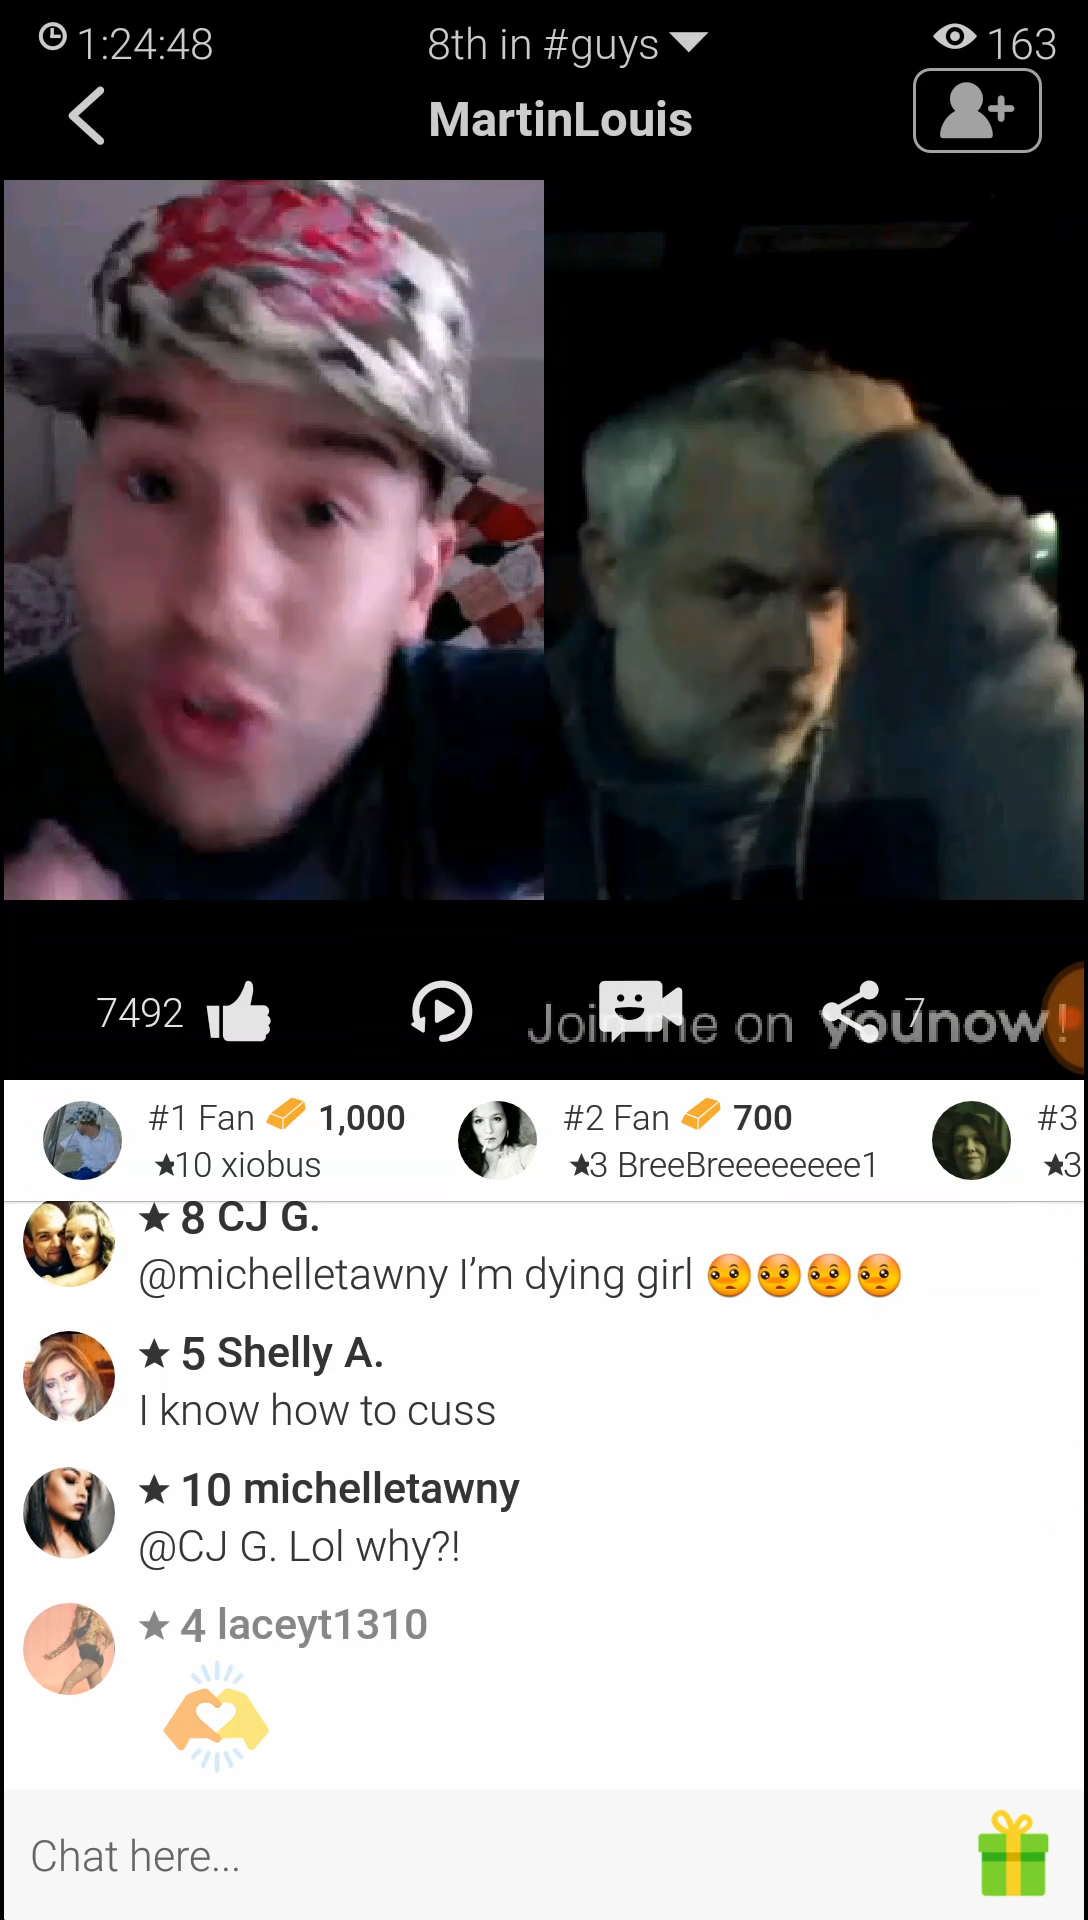 1:24:48
8th in #guys
163
MartinLouis
7492
7
Join me on younow!
#1 Fan 1,000
★10 xiobus
#2 Fan 700
★3 BreeBreeeeeeee1
#3
★3
★ 8 CJ G.
@michelletawny I’m dying girl 😳😳😳😳
★ 5 Shelly A.
I know how to cuss
★ 10 michelletawny
@CJ G. Lol why?!
★ 4 laceyt1310
Chat here...